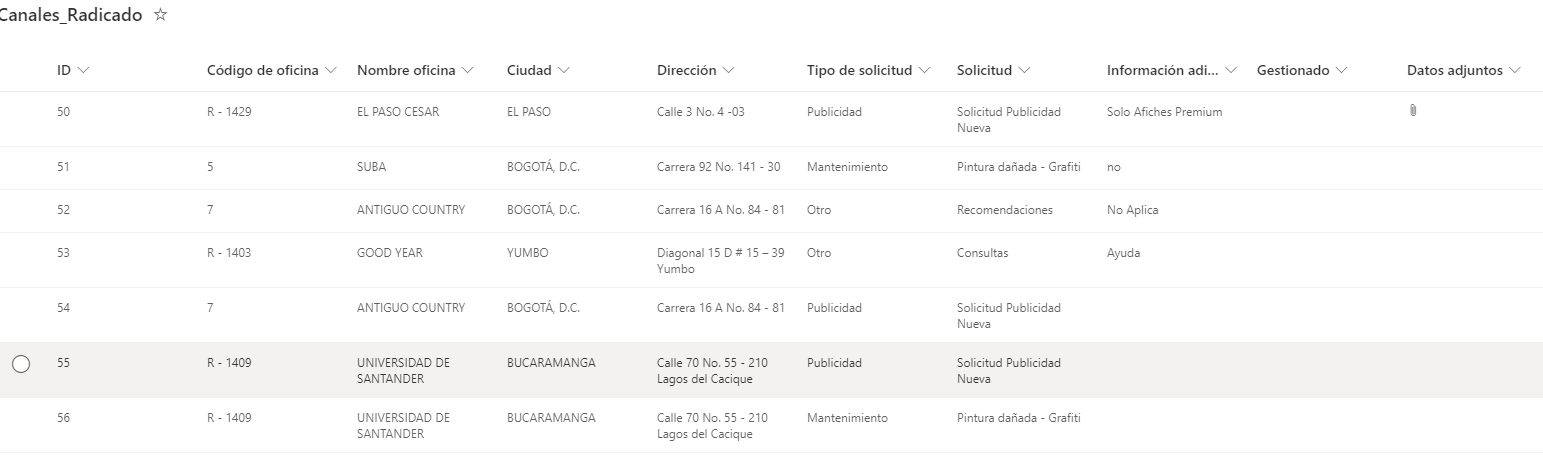 Canales_Radicado
ID Código de oficina Nombre oficina Ciudad Dirección Tipo de solicitud Solicitud Información adi... Gestionado Datos adjuntos
50 R - 1429 EL PASO CESAR EL PASO Calle 3 No. 4 -03 Publicidad Solicitud Publicidad Solo Afiches Premium
Nueva
51 5 SUBA BOGOTÁ, D.C. Carrera 92 No. 141 - 30 Mantenimiento Pintura dañada - Grafiti no
52 7 ANTIGUO COUNTRY BOGOTÁ, D.C. Carrera 16 A No. 84 - 81 Otro Recomendaciones No Aplica
53 R - 1403 GOOD YEAR YUMBO Diagonal 15 D # 15 – 39 Otro Consultas Ayuda
Yumbo
54 7 ANTIGUO COUNTRY BOGOTÁ, D.C. Carrera 16 A No. 84 - 81 Publicidad Solicitud Publicidad
Nueva
55 R - 1409 UNIVERSIDAD DE BUCARAMANGA Calle 70 No. 55 - 210 Publicidad Solicitud Publicidad
SANTANDER Lagos del Cacique Nueva
56 R - 1409 UNIVERSIDAD DE BUCARAMANGA Calle 70 No. 55 - 210 Mantenimiento Pintura dañada - Grafiti
SANTANDER Lagos del Cacique